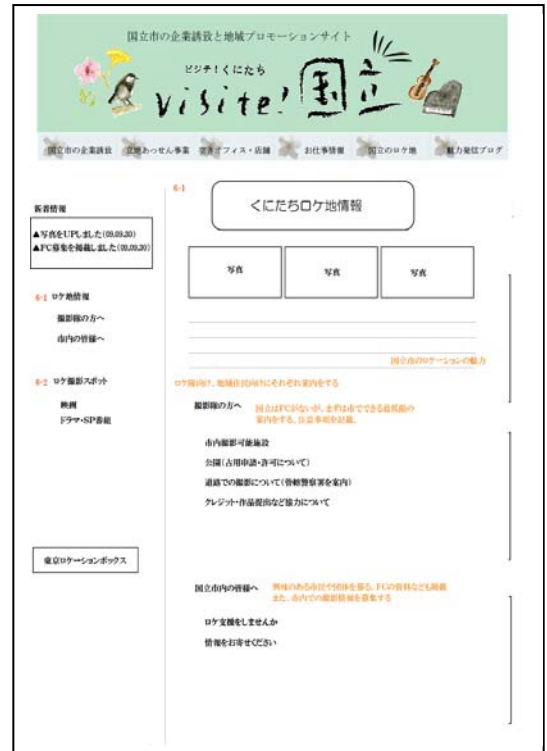 国立市の企業誘致と地域プロモーションサイト
ビジテ!くにたち
visite!国立
国立市の企業誘致 立地あっせん事業 空きオフィス・店舗 お仕事情報 国立のロケ地 魅力発信ブログ
新着情報
▲写真をUPしました(09.09.30)
▲FC募集を掲載しました(09.09.30)
6-1 ロケ地情報
撮影隊の方へ
市内の皆様へ
6-2 ロケ撮影スポット
映画
ドラマ・SP番組
東京ロケーションボックス
6-1
くにたちロケ地情報
写真 写真 写真
国立市のロケーションの魅力
ロケ隊向け、地域住民向けにそれぞれ案内をする
撮影隊の方へ
国立はFCがないが、まずは市でできる最低限の
案内をする。注意事項を記載。
市内撮影可能施設
公園(占用申請・許可について)
道路での撮影について(管轄警察署を案内)
クレジット・作品提出など協力について
国立市内の皆様へ
興味のある市民や団体を募る。FCの資料なども掲載
また、市内での撮影情報を募集する
ロケ支援をしませんか
情報をお寄せください